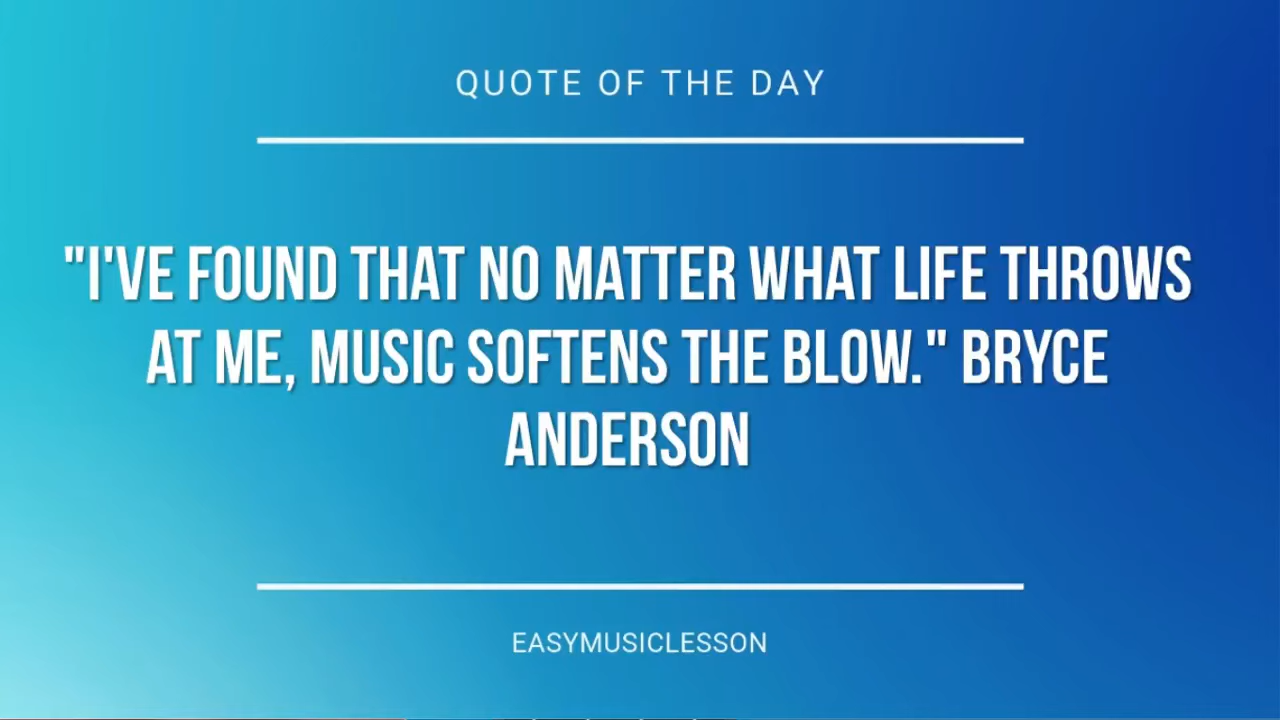 QUOTE OF THE DAY
"I'VE FOUND THAT NO MATTER WHAT LIFE THROWS
AT ME, MUSIC SOFTENS THE BLOW." BRYCE
ANDERSON
EASYMUSICLESSON